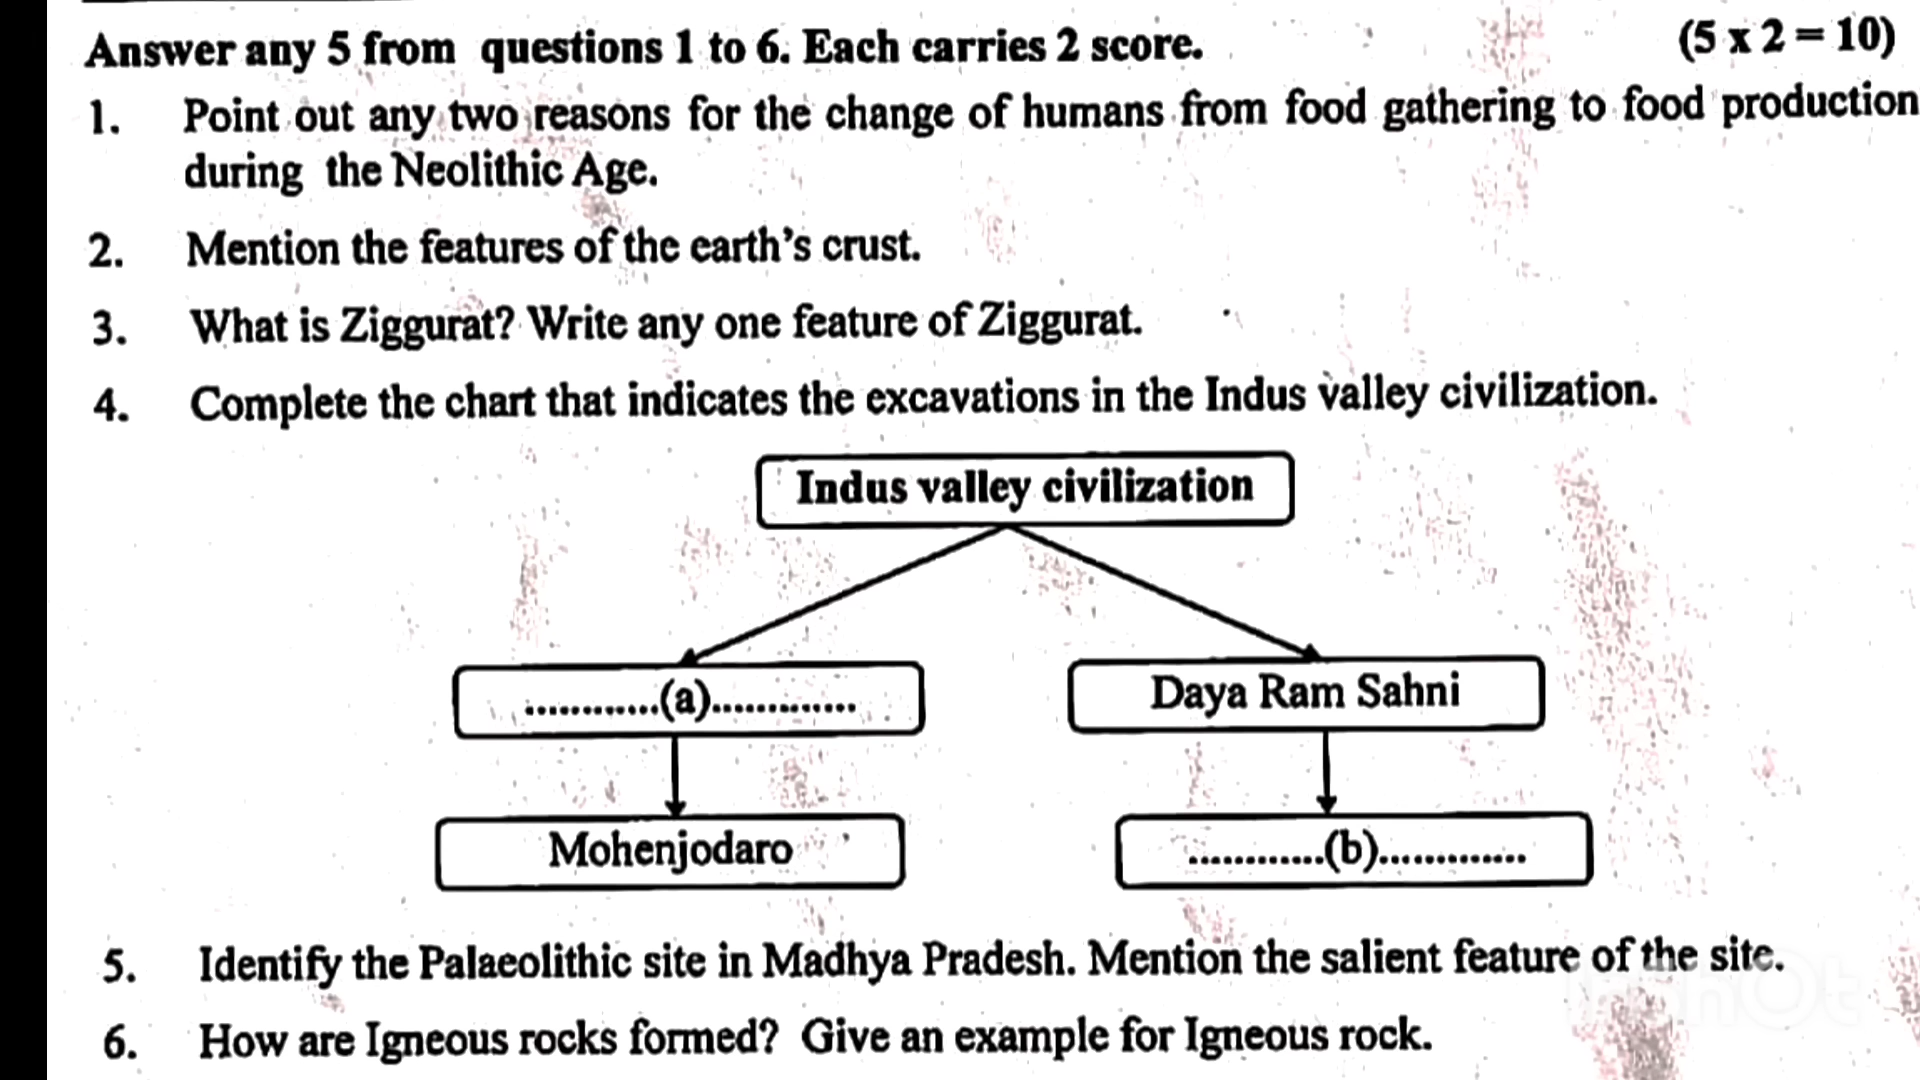 Answer any 5 from questions 1 to 6. Each carries 2 score. (5 x 2 = 10)
1. Point out any two reasons for the change of humans from food gathering to food production
during the Neolithic Age.
2. Mention the features of the earth's crust.
3. What is Ziggurat? Write any one feature of Ziggurat.
4. Complete the chart that indicates the excavations in the Indus valley civilization.
Indus valley civilization
............(a)............. Daya Ram Sahni
Mohenjodaro ............(b).............
5. Identify the Palaeolithic site in Madhya Pradesh. Mention the salient feature of the site.
6. How are Igneous rocks formed? Give an example for Igneous rock.